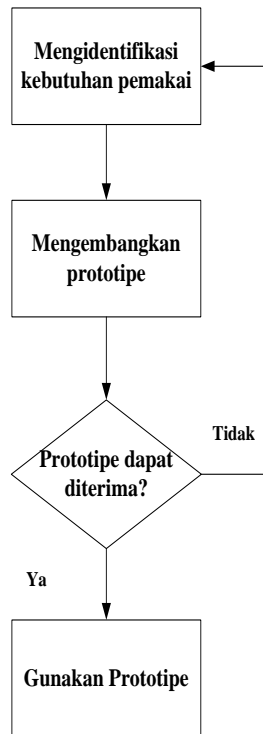 Mengidentifikasi
kebutuhan pemakai
Mengembangkan
prototipe
Prototipe dapat
diterima?
Tidak
Ya
Gunakan Prototipe